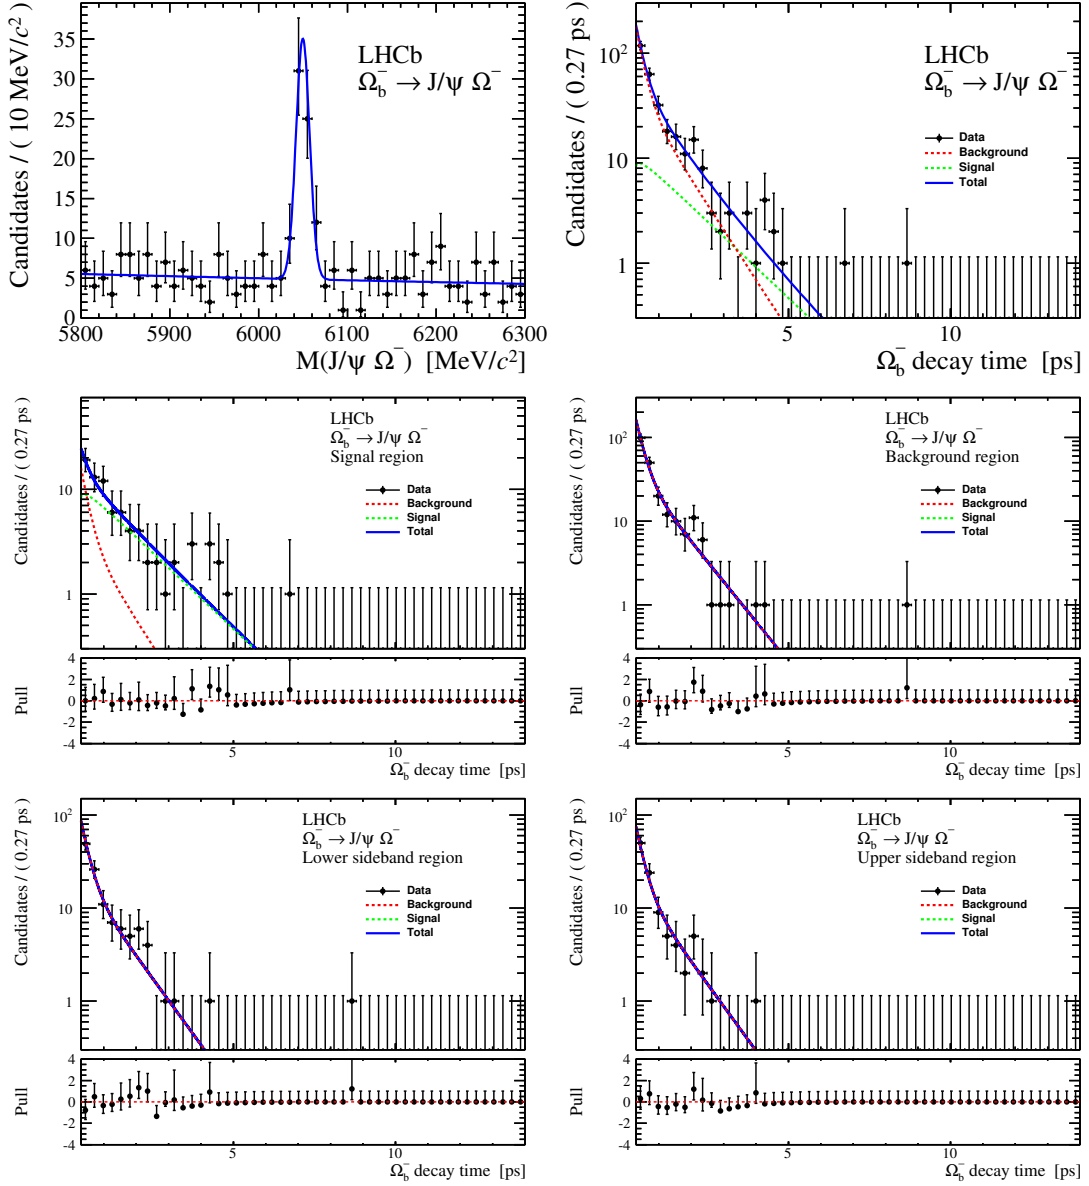 Candidates / ( 10 MeV/c²)
35
30
25
20
15
10
5
0
LHCb
Ω_b⁻ → J/ψ Ω⁻
5800 5900 6000 6100 6200 6300
M(J/ψ Ω⁻) [MeV/c²]
Candidates / ( 0.27 ps )
10²
10
1
LHCb
Ω_b⁻ → J/ψ Ω⁻
Data
Background
Signal
Total
5 10
Ω_b⁻ decay time [ps]
Candidates / ( 0.27 ps )
10
1
LHCb
Ω_b⁻ → J/ψ Ω⁻
Signal region
Data
Background
Signal
Total
Pull
4
2
0
-2
-4
5 10
Ω_b⁻ decay time [ps]
Candidates / ( 0.27 ps )
10²
10
1
LHCb
Ω_b⁻ → J/ψ Ω⁻
Background region
Data
Background
Signal
Total
Pull
4
2
0
-2
-4
5 10
Ω_b⁻ decay time [ps]
Candidates / ( 0.27 ps )
10²
10
1
LHCb
Ω_b⁻ → J/ψ Ω⁻
Lower sideband region
Data
Background
Signal
Total
Pull
4
2
0
-2
-4
5 10
Ω_b⁻ decay time [ps]
Candidates / ( 0.27 ps )
10²
10
1
LHCb
Ω_b⁻ → J/ψ Ω⁻
Upper sideband region
Data
Background
Signal
Total
Pull
4
2
0
-2
-4
5 10
Ω_b⁻ decay time [ps]